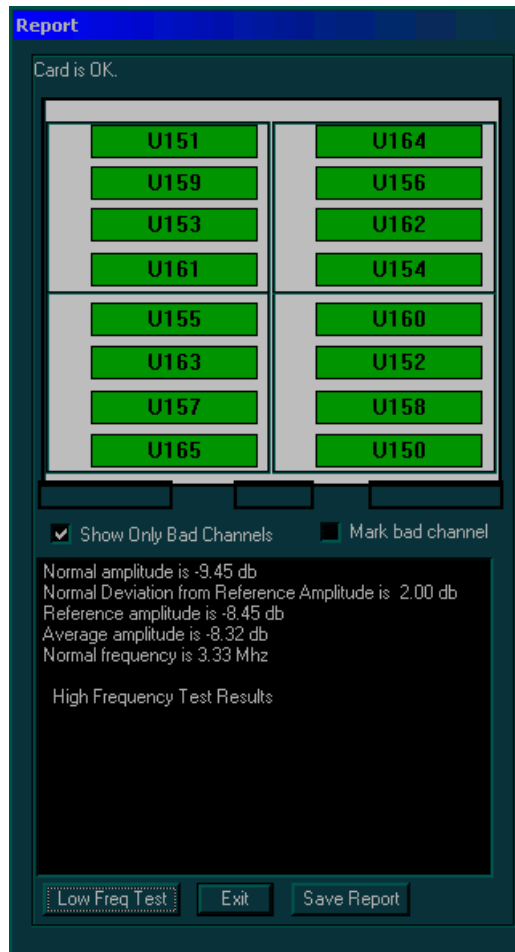 Report
Card is OK.
U151 U164
U159 U156
U153 U162
U161 U154
U155 U160
U163 U152
U157 U158
U165 U150
Show Only Bad Channels Mark bad channel
Normal amplitude is -9.45 db
Normal Deviation from Reference Amplitude is 2.00 db
Reference amplitude is -8.45 db
Average amplitude is -8.32 db
Normal frequency is 3.33 Mhz
High Frequency Test Results
Low Freq Test Exit Save Report